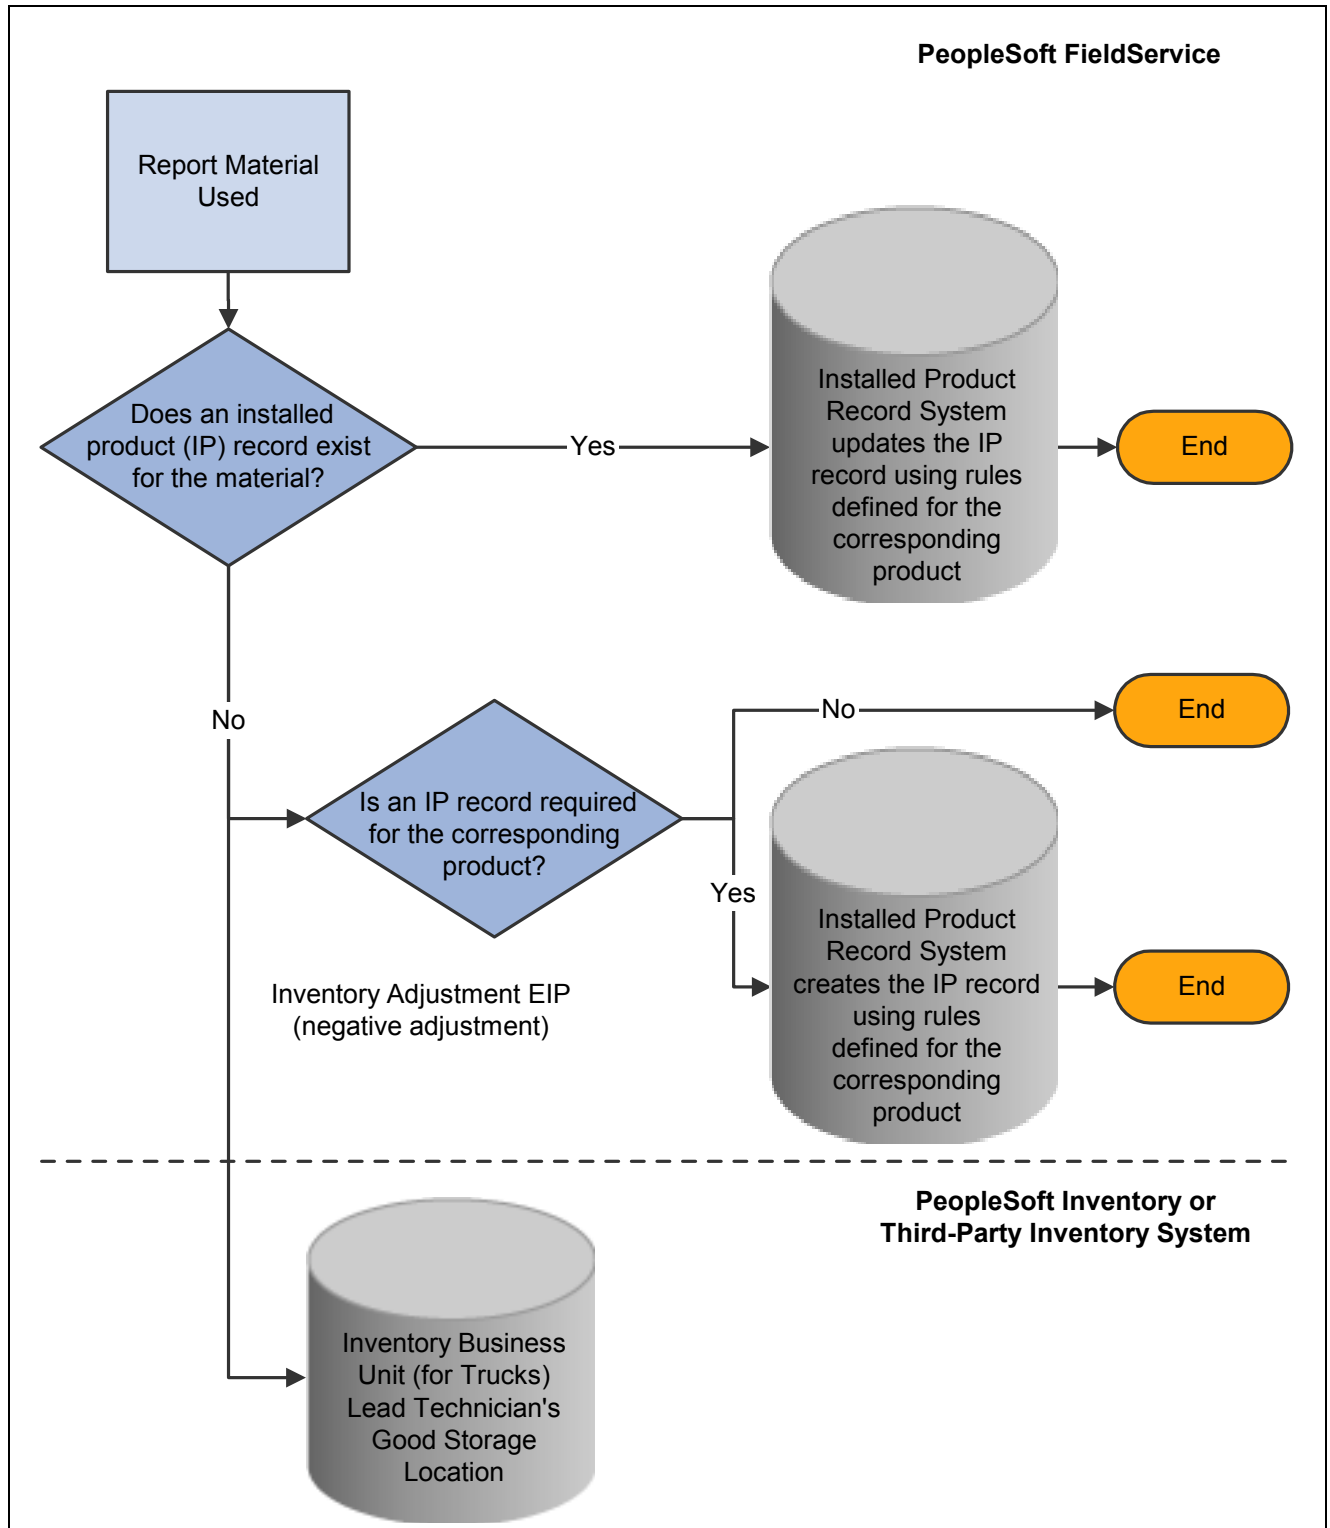 PeopleSoft FieldService
Report Material
Used
Does an installed
product (IP) record exist
for the material?
Yes
Installed Product
Record System
updates the IP
record using rules
defined for the
corresponding
product
End
No
No
End
Is an IP record required
for the corresponding
product?
Yes
Installed Product
Record System
creates the IP record
using rules
defined for the
corresponding
product
End
Inventory Adjustment EIP
(negative adjustment)
PeopleSoft Inventory or
Third-Party Inventory System
Inventory Business
Unit (for Trucks)
Lead Technician's
Good Storage
Location